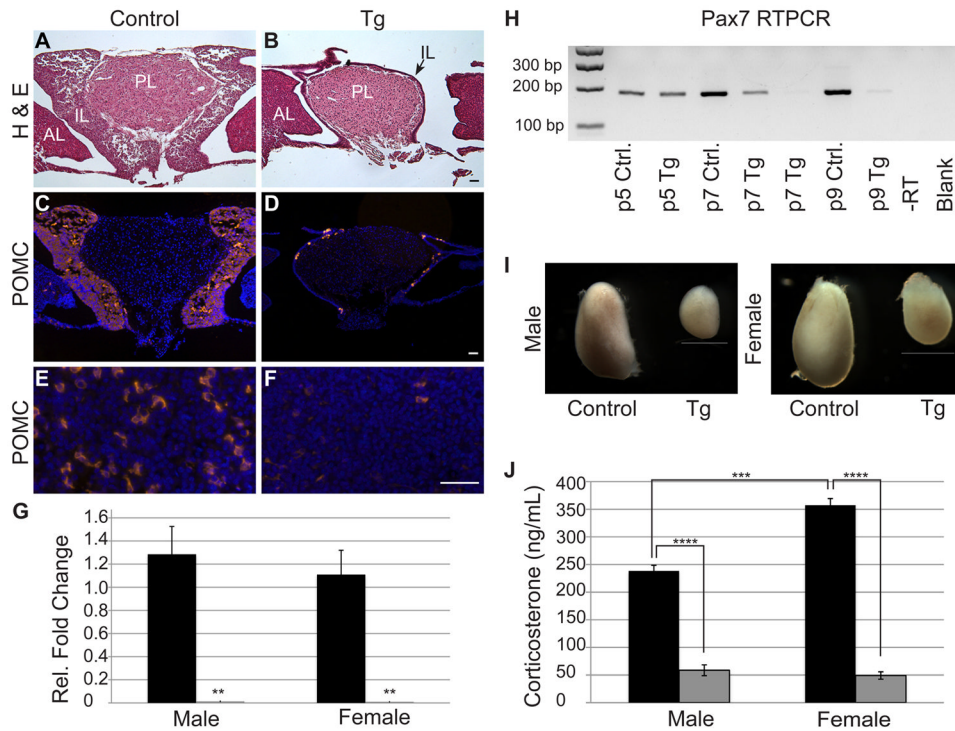 Control
Tg
H & E
A
PL
IL
AL
B
IL
PL
AL
POMC
C
D
POMC
E
F
G
Rel. Fold Change
1.6
1.4
1.2
1.0
0.8
0.6
0.4
0.2
0
**
**
Male
Female
H
Pax7 RTPCR
300 bp
200 bp
100 bp
p5 Ctrl.
p5 Tg
p7 Ctrl.
p7 Tg
p7 Tg
p9 Ctrl.
p9 Tg
-RT
Blank
I
Male
Female
Control
Tg
Control
Tg
J
Corticosterone (ng/mL)
400
350
300
250
200
150
100
50
0
***
****
****
Male
Female